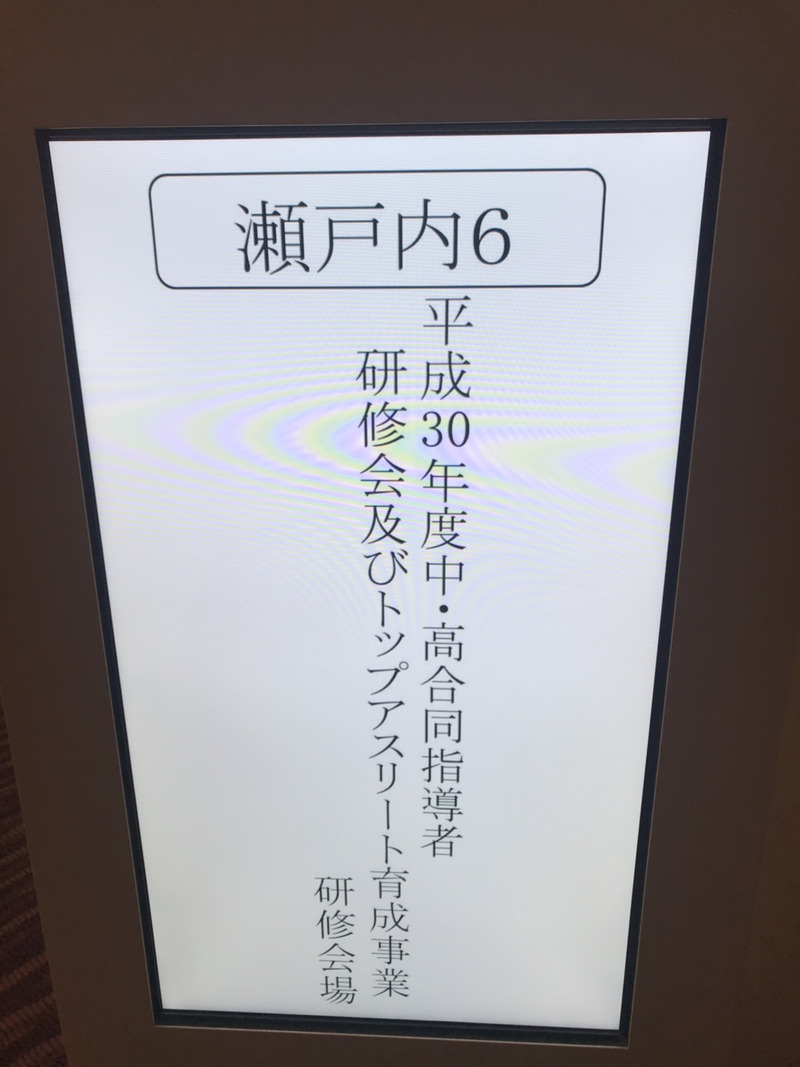 瀬戸内6
平成30年度中・高合同指導者
研修会及びトップアスリート育成事業
研修会場